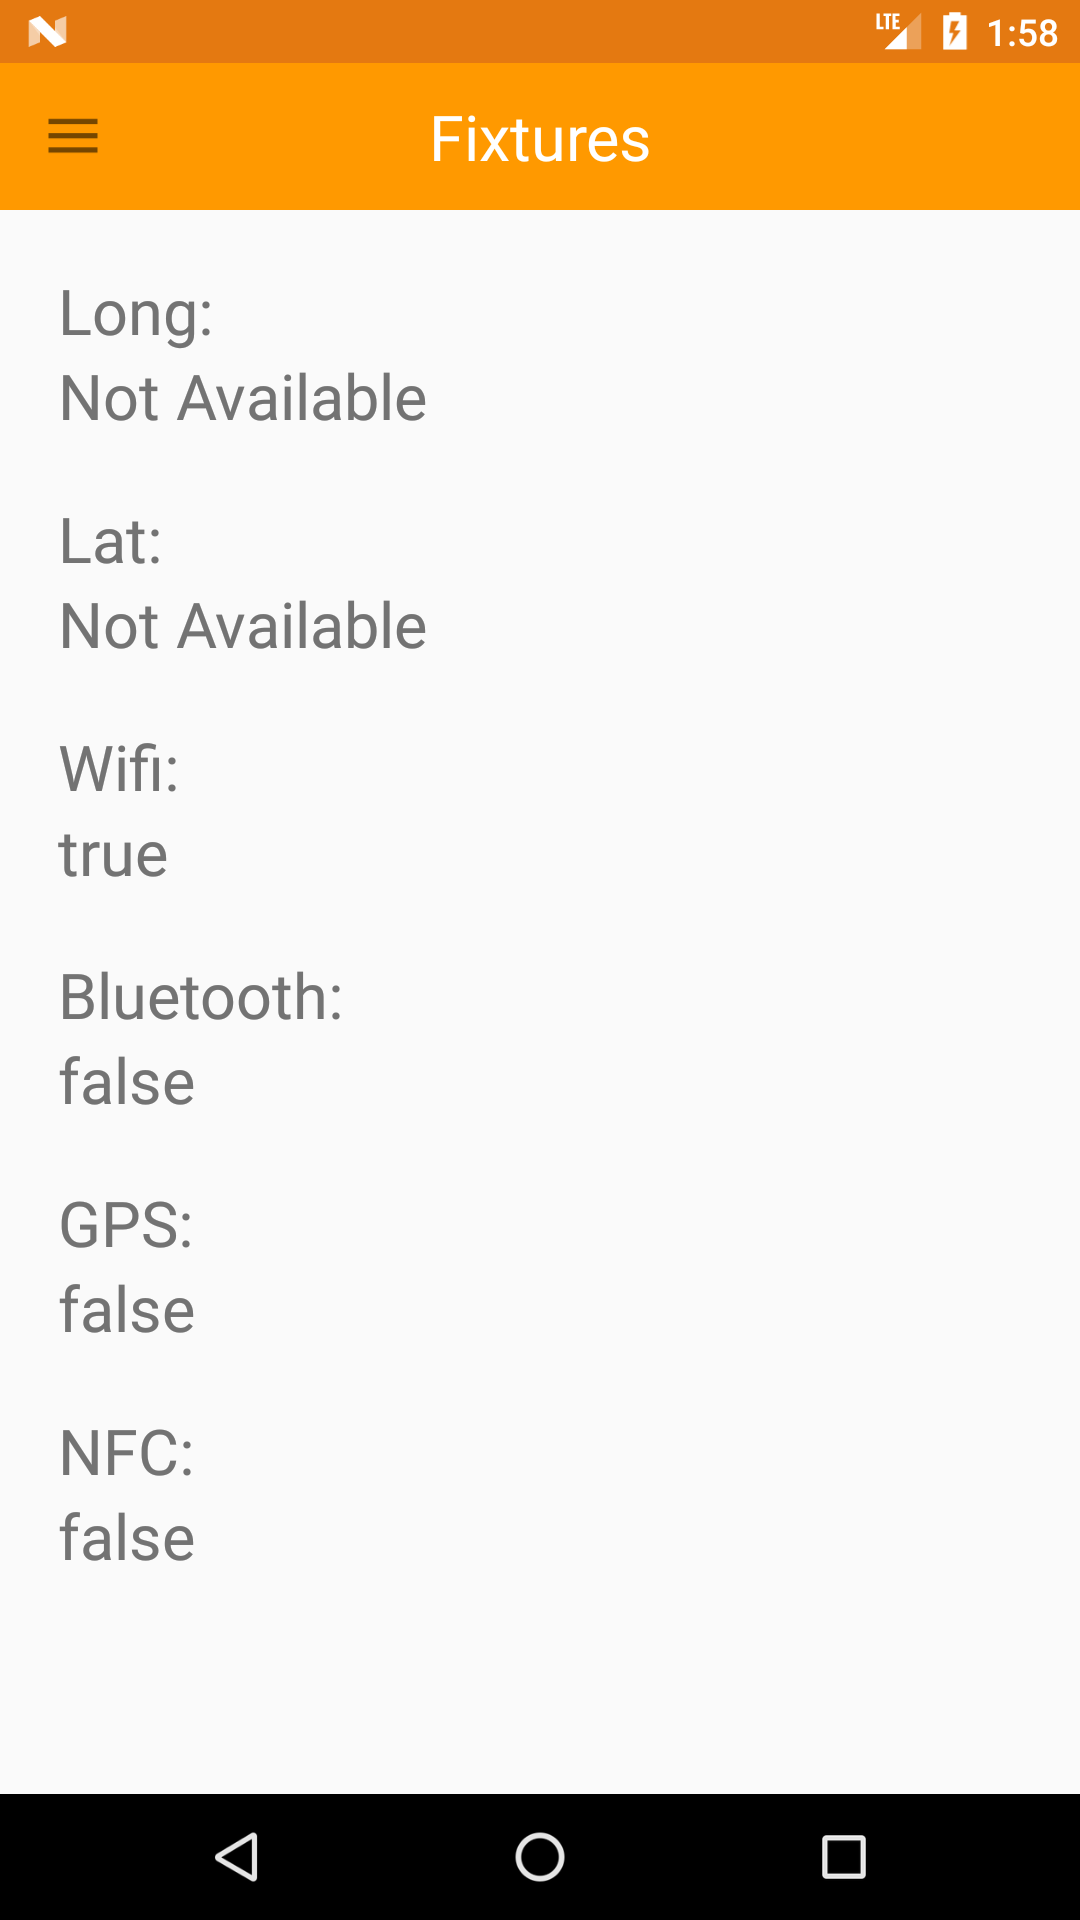 LTE 1:58
Fixtures
Long:
Not Available
Lat:
Not Available
Wifi:
true
Bluetooth:
false
GPS:
false
NFC:
false